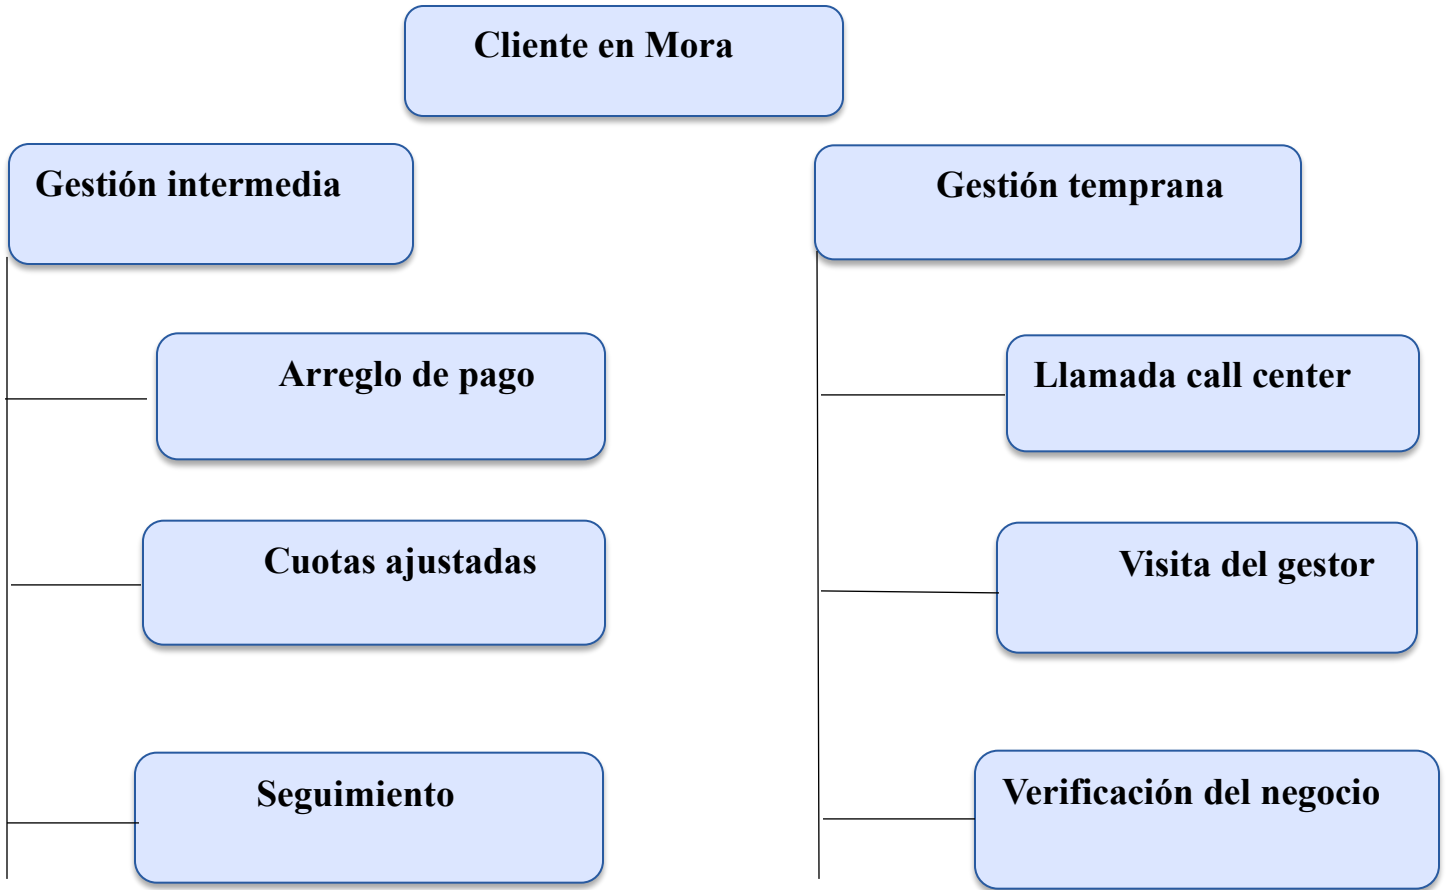 Cliente en Mora
Gestión intermedia
Gestión temprana
Arreglo de pago
Llamada call center
Cuotas ajustadas
Visita del gestor
Seguimiento
Verificación del negocio